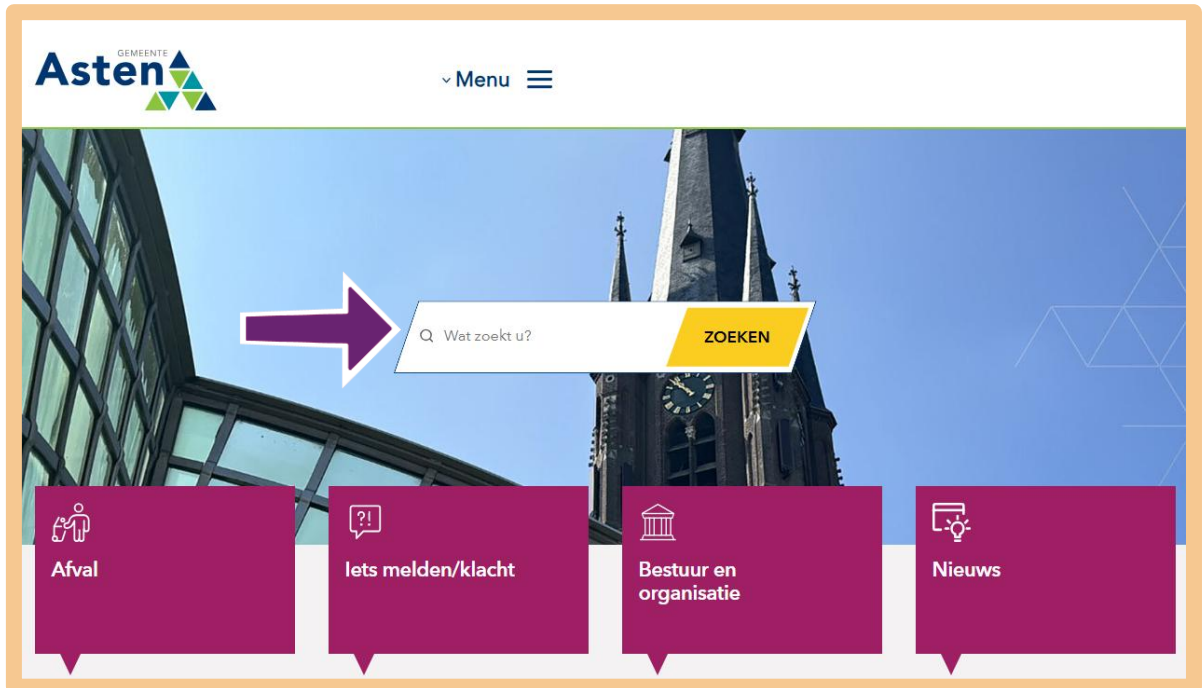 GEMEENTE
Asten
Menu
Wat zoekt u?
ZOEKEN
?!
Afval
Iets melden/klacht
Bestuur en
organisatie
Nieuws